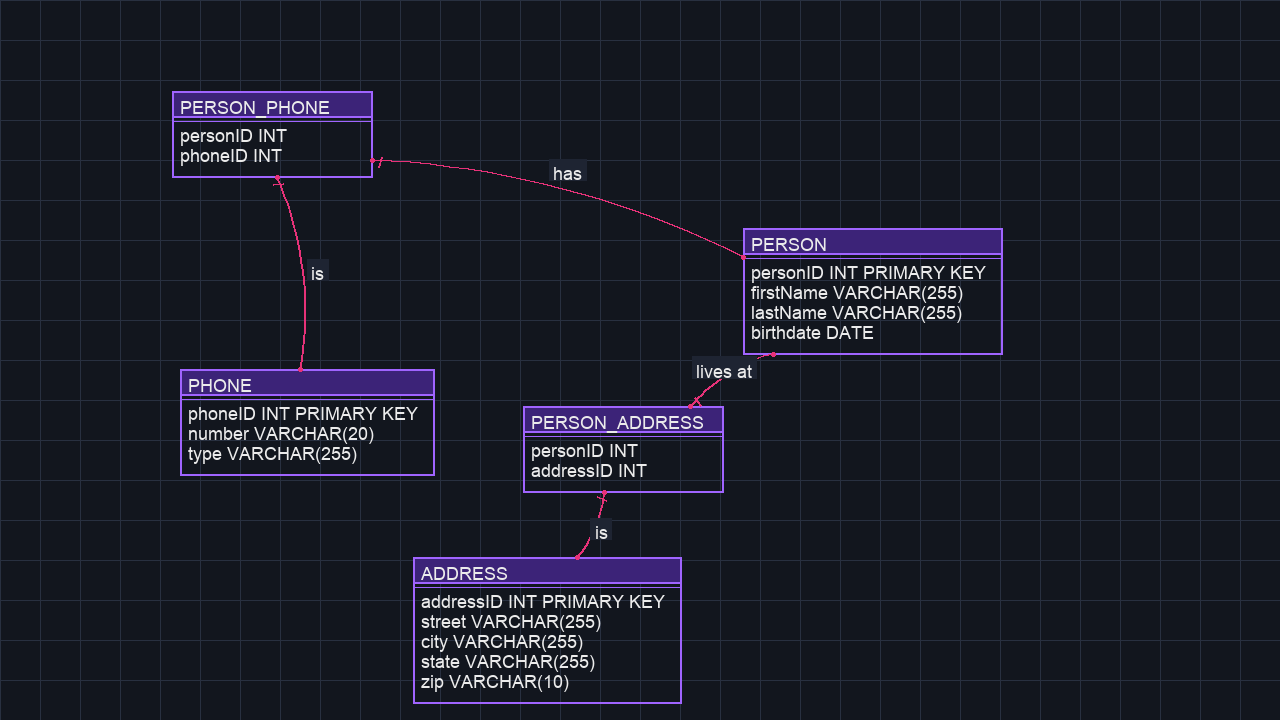 PERSON_PHONE
personID INT
phoneID INT
has
PERSON
personID INT PRIMARY KEY
firstName VARCHAR(255)
lastName VARCHAR(255)
birthdate DATE
is
lives at
PHONE
phoneID INT PRIMARY KEY
number VARCHAR(20)
type VARCHAR(255)
PERSON_ADDRESS
personID INT
addressID INT
is
ADDRESS
addressID INT PRIMARY KEY
street VARCHAR(255)
city VARCHAR(255)
state VARCHAR(255)
zip VARCHAR(10)